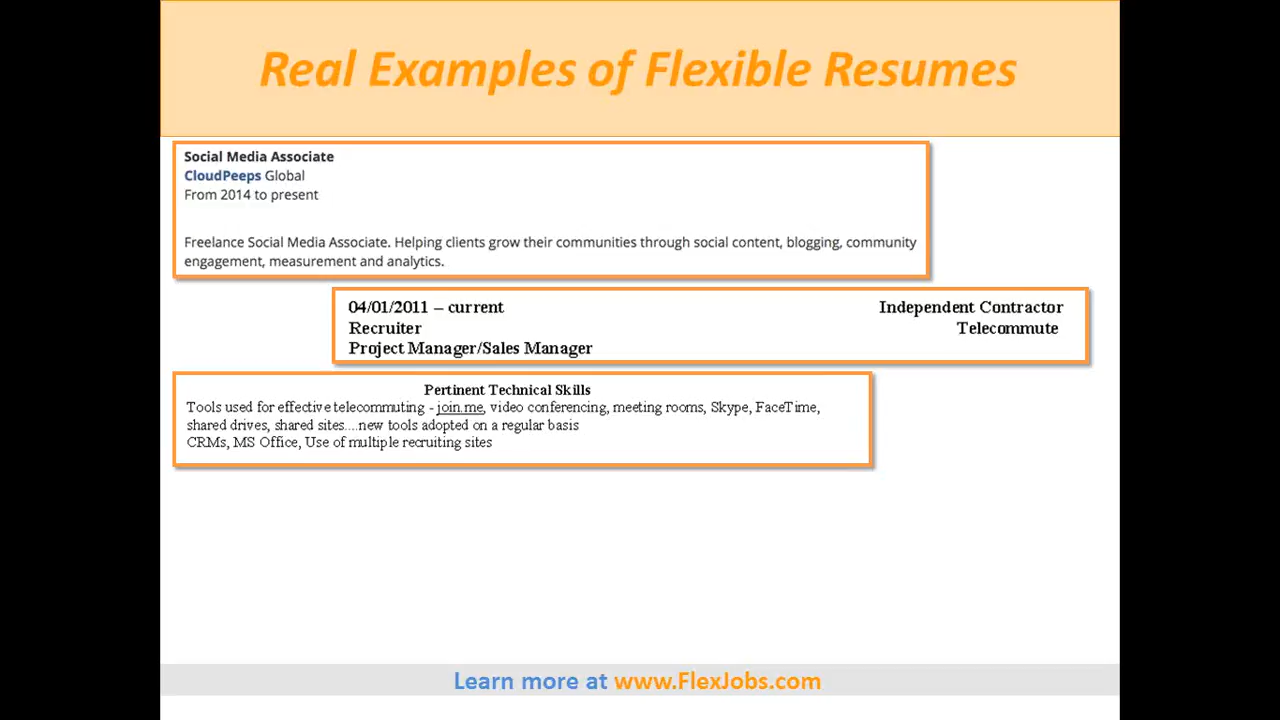 Real Examples of Flexible Resumes
Social Media Associate
CloudPeeps Global
From 2014 to present
Freelance Social Media Associate. Helping clients grow their communities through social content, blogging, community
engagement, measurement and analytics.
04/01/2011 – current Independent Contractor
Recruiter Telecommute
Project Manager/Sales Manager
Pertinent Technical Skills
Tools used for effective telecommuting - join.me, video conferencing, meeting rooms, Skype, FaceTime,
shared drives, shared sites....new tools adopted on a regular basis
CRMs, MS Office, Use of multiple recruiting sites
Learn more at www.FlexJobs.com